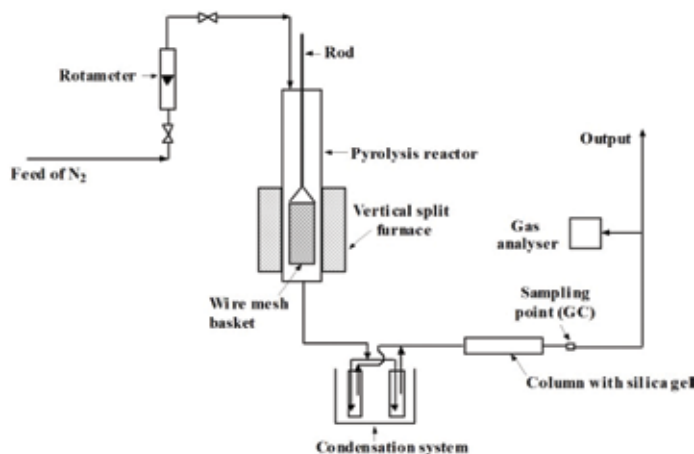 Rod
Rotameter
Output
Pyrolysis reactor
Feed of N₂
Vertical split
furnace
Gas
analyser
Wire mesh
basket
Sampling
point (GC)
Column with silica gel
Condensation system